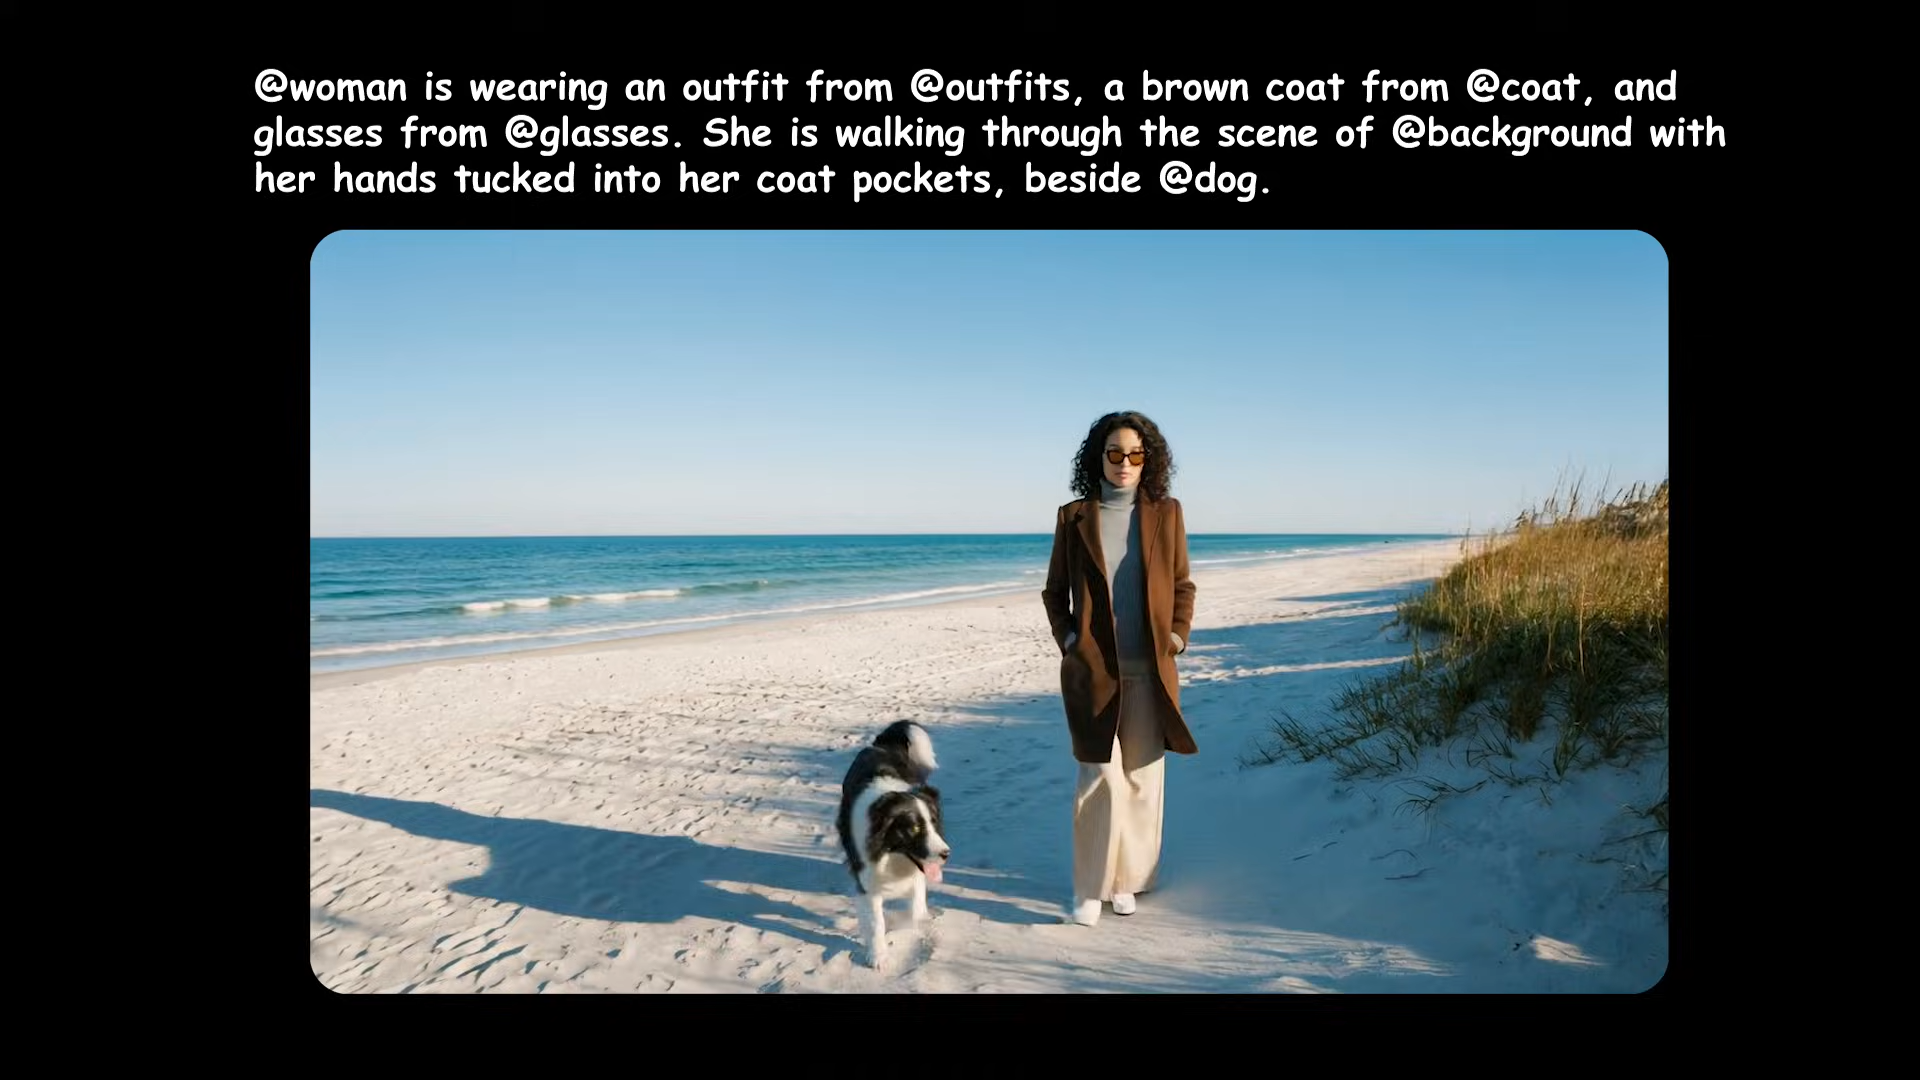 @woman is wearing an outfit from @outfits, a brown coat from @coat, and
glasses from @glasses. She is walking through the scene of @background with
her hands tucked into her coat pockets, beside @dog.